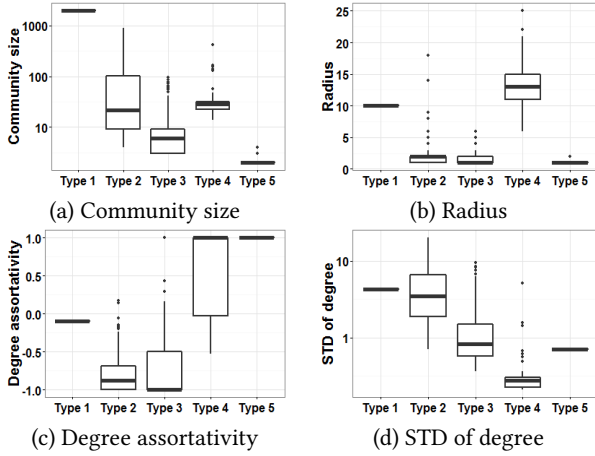 Community size
1000
100
10
Type 1 Type 2 Type 3 Type 4 Type 5
(a) Community size
Radius
25
20
15
10
5
0
Type 1 Type 2 Type 3 Type 4 Type 5
(b) Radius
Degree assortativity
1.0
0.5
0.0
-0.5
-1.0
Type 1 Type 2 Type 3 Type 4 Type 5
(c) Degree assortativity
STD of degree
10
1
Type 1 Type 2 Type 3 Type 4 Type 5
(d) STD of degree